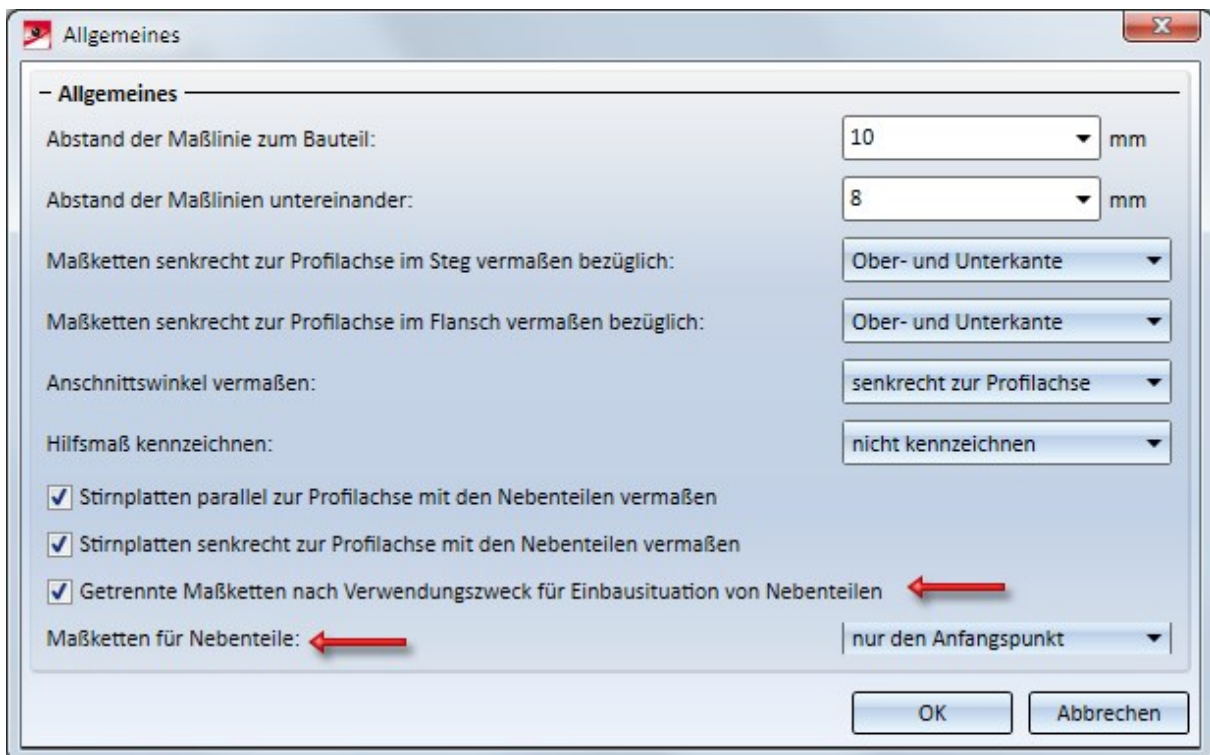 Allgemeines
Allgemeines
Abstand der Maßlinie zum Bauteil: 10 mm
Abstand der Maßlinien untereinander: 8 mm
Maßketten senkrecht zur Profilachse im Steg vermaßen bezüglich: Ober- und Unterkante
Maßketten senkrecht zur Profilachse im Flansch vermaßen bezüglich: Ober- und Unterkante
Anschnittswinkel vermaßen: senkrecht zur Profilachse
Hilfsmaß kennzeichnen: nicht kennzeichnen
Stirnplatten parallel zur Profilachse mit den Nebenteilen vermaßen
Stirnplatten senkrecht zur Profilachse mit den Nebenteilen vermaßen
Getrennte Maßketten nach Verwendungszweck für Einbausituation von Nebenteilen
Maßketten für Nebenteile: nur den Anfangspunkt
OK Abbrechen